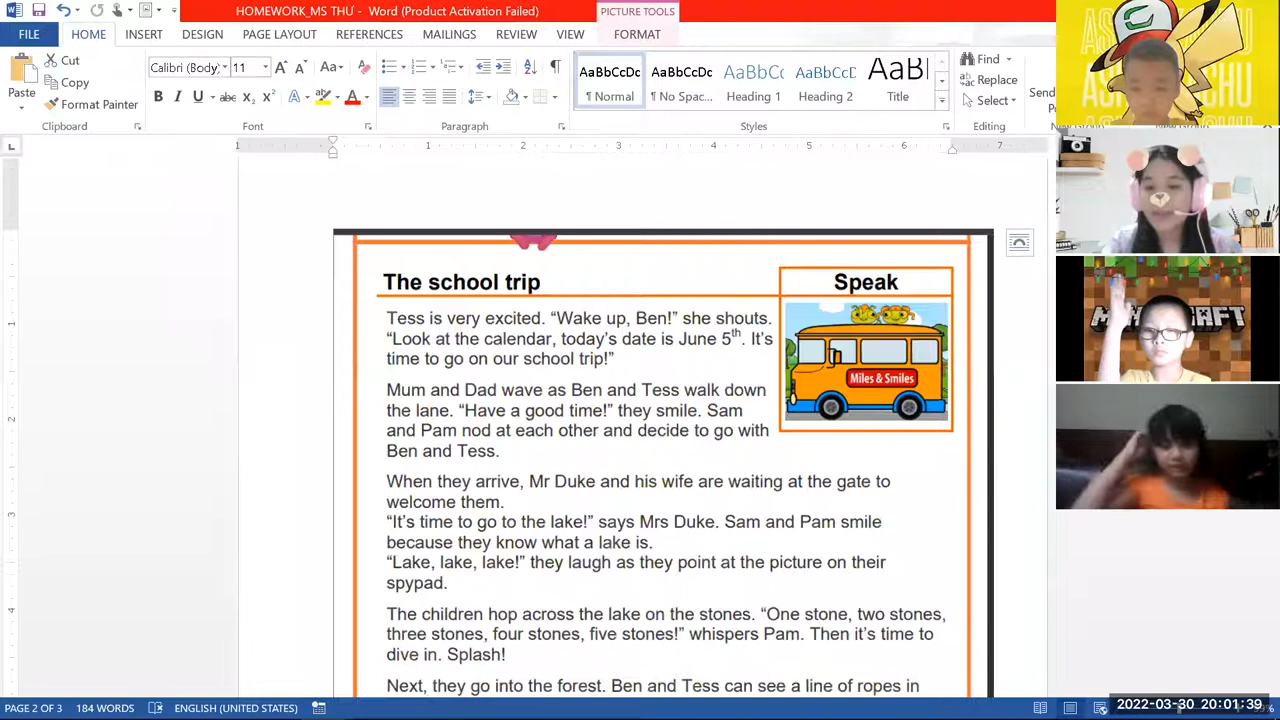 HOMEWORK_MS THƯ - Word (Product Activation Failed)
PICTURE TOOLS
FILE
HOME
INSERT
DESIGN
PAGE LAYOUT
REFERENCES
MAILINGS
REVIEW
VIEW
FORMAT
Paste
Cut
Copy
Format Painter
Clipboard
Calibri (Body)
11
Font
Paragraph
AaBbCcDc
¶ Normal
AaBbCcDc
¶ No Spac...
AaBbCc
Heading 1
AaBbCcD
Heading 2
AaB
Title
Styles
Find
Replace
Select
Editing
Send
The school trip
Speak
Miles & Smiles
Tess is very excited. “Wake up, Ben!” she shouts.
“Look at the calendar, today’s date is June 5th. It’s
time to go on our school trip!”
Mum and Dad wave as Ben and Tess walk down
the lane. “Have a good time!” they smile. Sam
and Pam nod at each other and decide to go with
Ben and Tess.
When they arrive, Mr Duke and his wife are waiting at the gate to
welcome them.
“It’s time to go to the lake!” says Mrs Duke. Sam and Pam smile
because they know what a lake is.
“Lake, lake, lake!” they laugh as they point at the picture on their
spypad.
The children hop across the lake on the stones. “One stone, two stones,
three stones, four stones, five stones!” whispers Pam. Then it’s time to
dive in. Splash!
Next, they go into the forest. Ben and Tess can see a line of ropes in
PAGE 2 OF 3
184 WORDS
ENGLISH (UNITED STATES)
2022-03-30 20:01:39